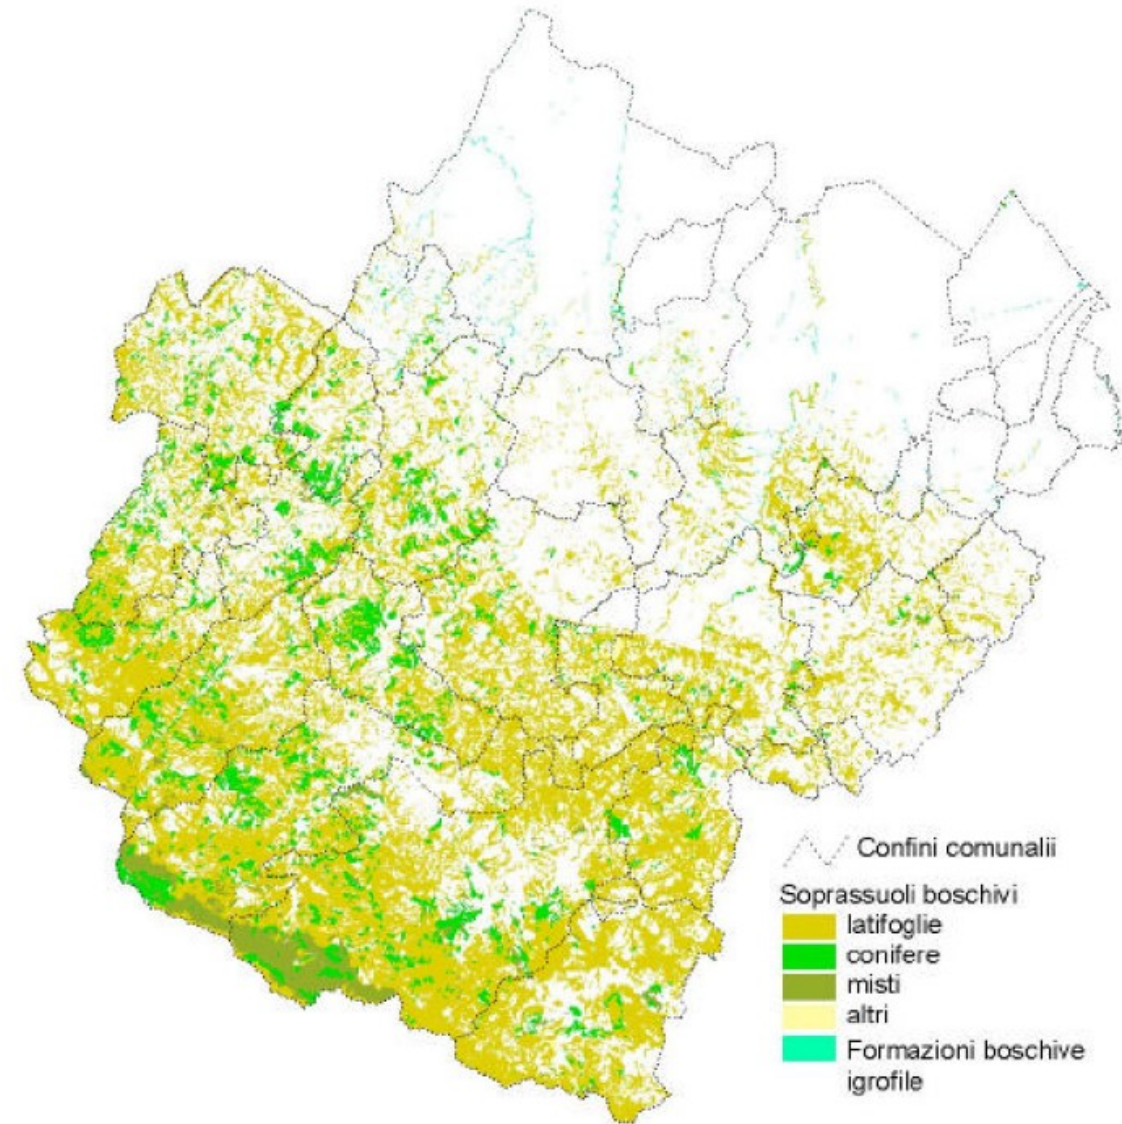 Confini comunalii
Soprassuoli boschivi
latifoglie
conifere
misti
altri
Formazioni boschive
igrofile